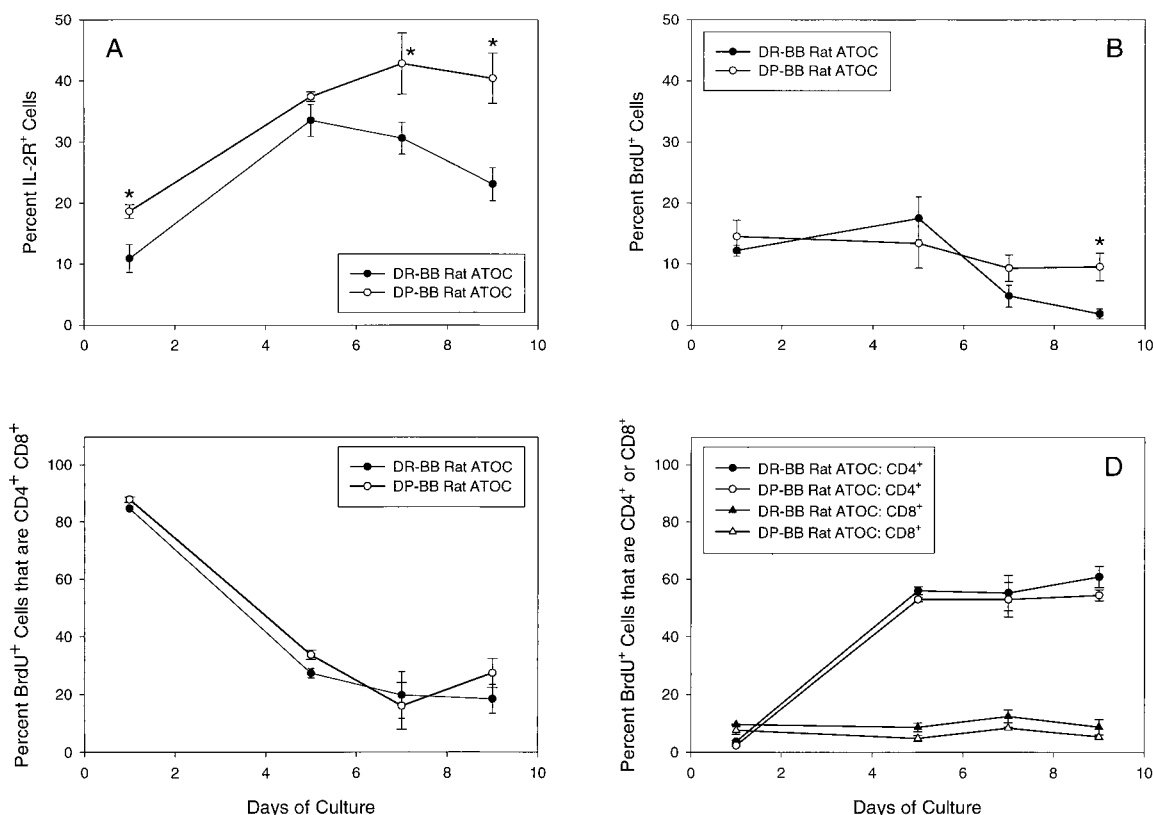 A
Percent IL-2R⁺ Cells
50
40
30
20
10
0
* * *
DR-BB Rat ATOC
DP-BB Rat ATOC
0 2 4 6 8 10
B
Percent BrdU⁺ Cells
50
40
30
20
10
0
DR-BB Rat ATOC
DP-BB Rat ATOC
*
0 2 4 6 8 10
Percent BrdU⁺ Cells that are CD4⁺ CD8⁺
100
80
60
40
20
0
DR-BB Rat ATOC
DP-BB Rat ATOC
0 2 4 6 8 10
Days of Culture
D
Percent BrdU⁺ Cells that are CD4⁺ or CD8⁺
100
80
60
40
20
0
DR-BB Rat ATOC: CD4⁺
DP-BB Rat ATOC: CD4⁺
DR-BB Rat ATOC: CD8⁺
DP-BB Rat ATOC: CD8⁺
0 2 4 6 8 10
Days of Culture